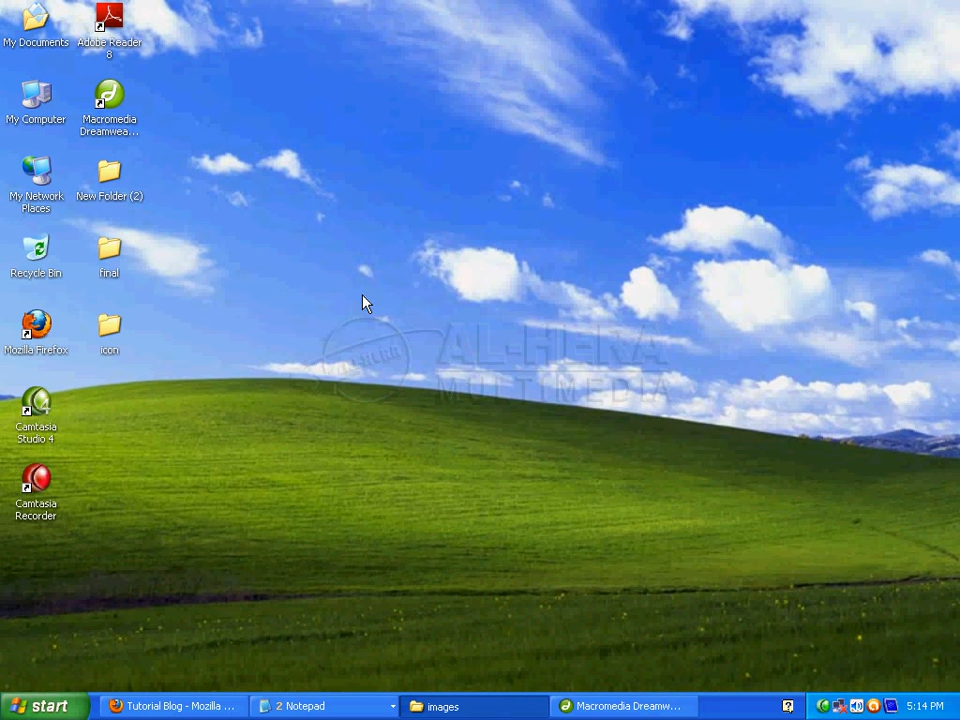 My Documents
Adobe Reader
8
My Computer
Macromedia
Dreamwea...
My Network
Places
New Folder (2)
Recycle Bin
final
Mozilla Firefox
icon
Camtasia
Studio 4
Camtasia
Recorder
AL-HERA
MULTIMEDIA
start
Tutorial Blog - Mozilla ...
2 Notepad
images
Macromedia Dreamw...
5:14 PM